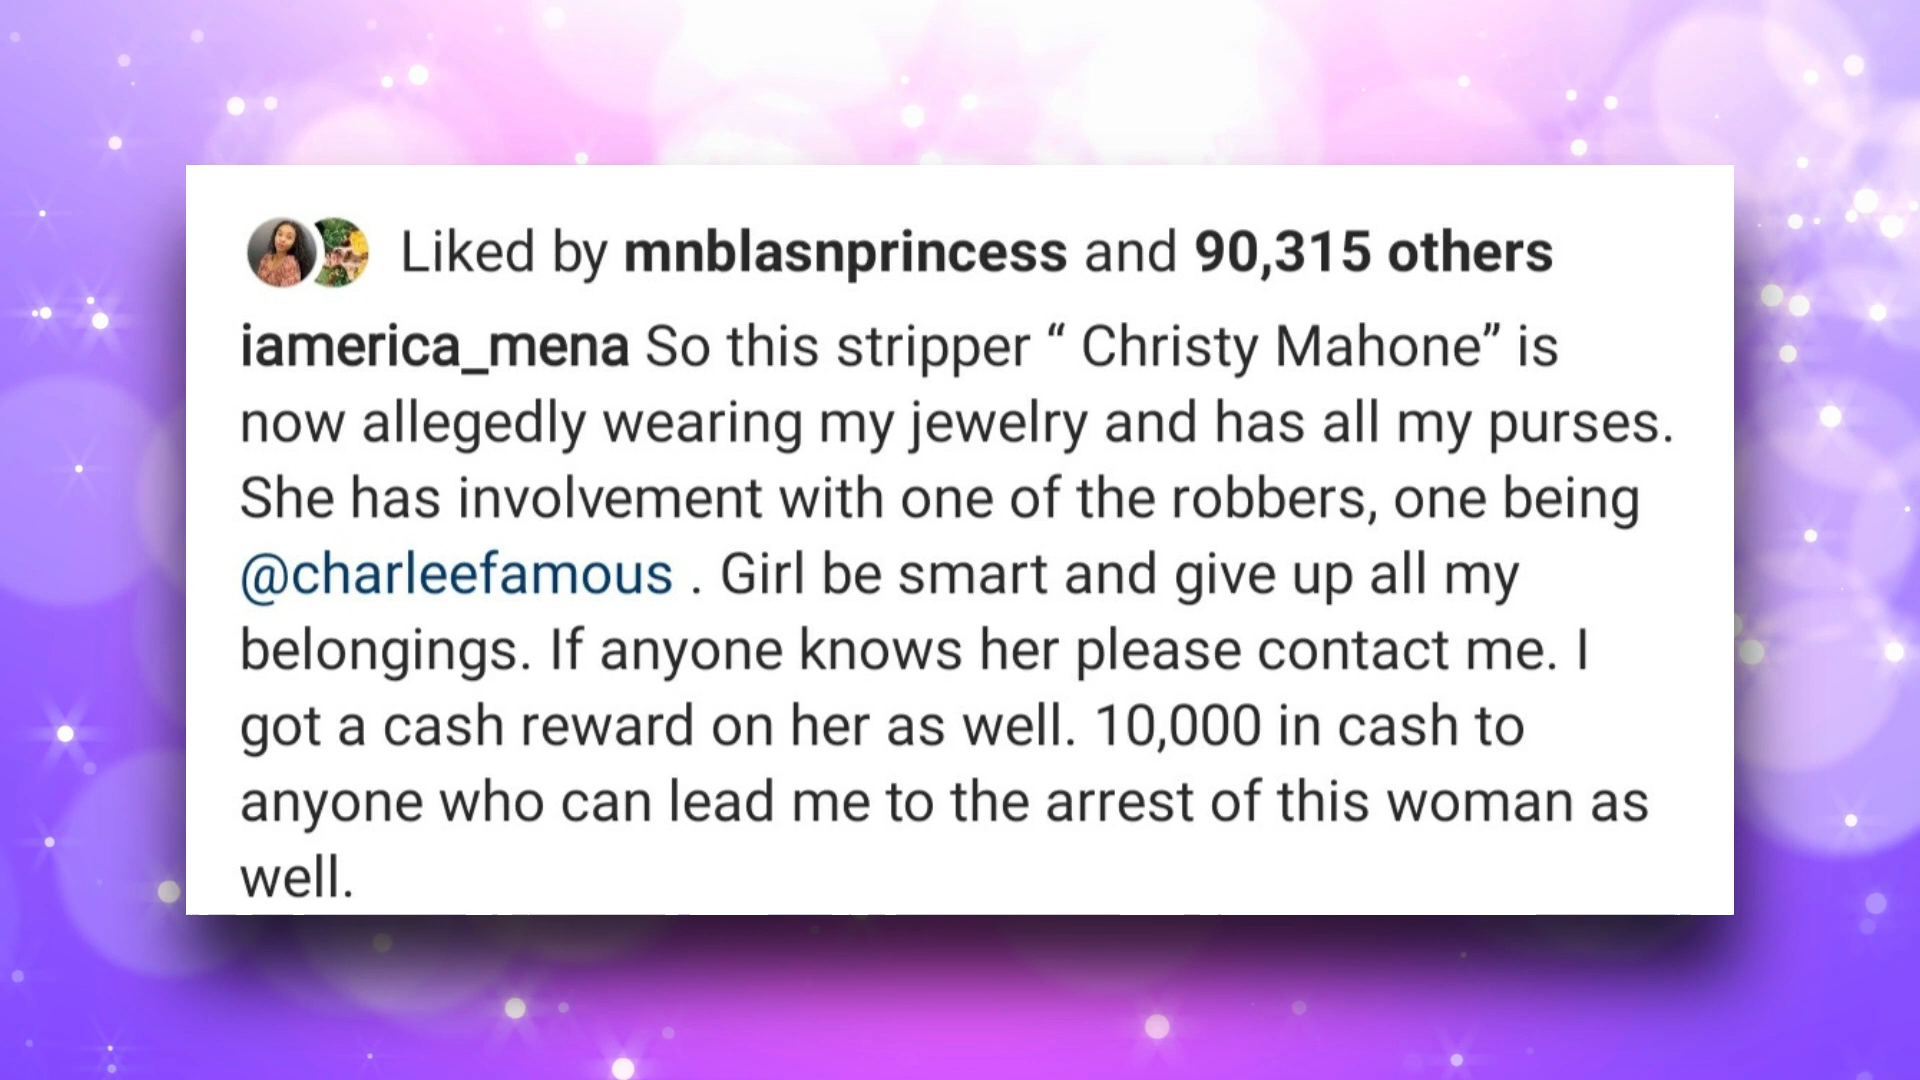 Liked by mnblasnprincess and 90,315 others
iamerica_mena So this stripper “ Christy Mahone” is
now allegedly wearing my jewelry and has all my purses.
She has involvement with one of the robbers, one being
@charleefamous . Girl be smart and give up all my
belongings. If anyone knows her please contact me. I
got a cash reward on her as well. 10,000 in cash to
anyone who can lead me to the arrest of this woman as
well.